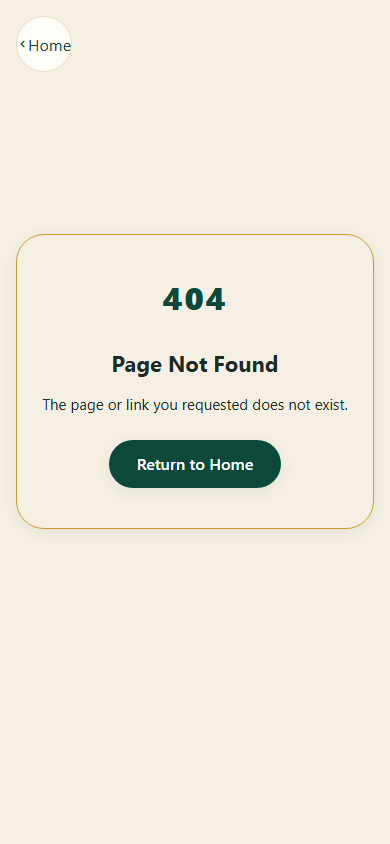 ‹ Home
404
Page Not Found
The page or link you requested does not exist.
Return to Home